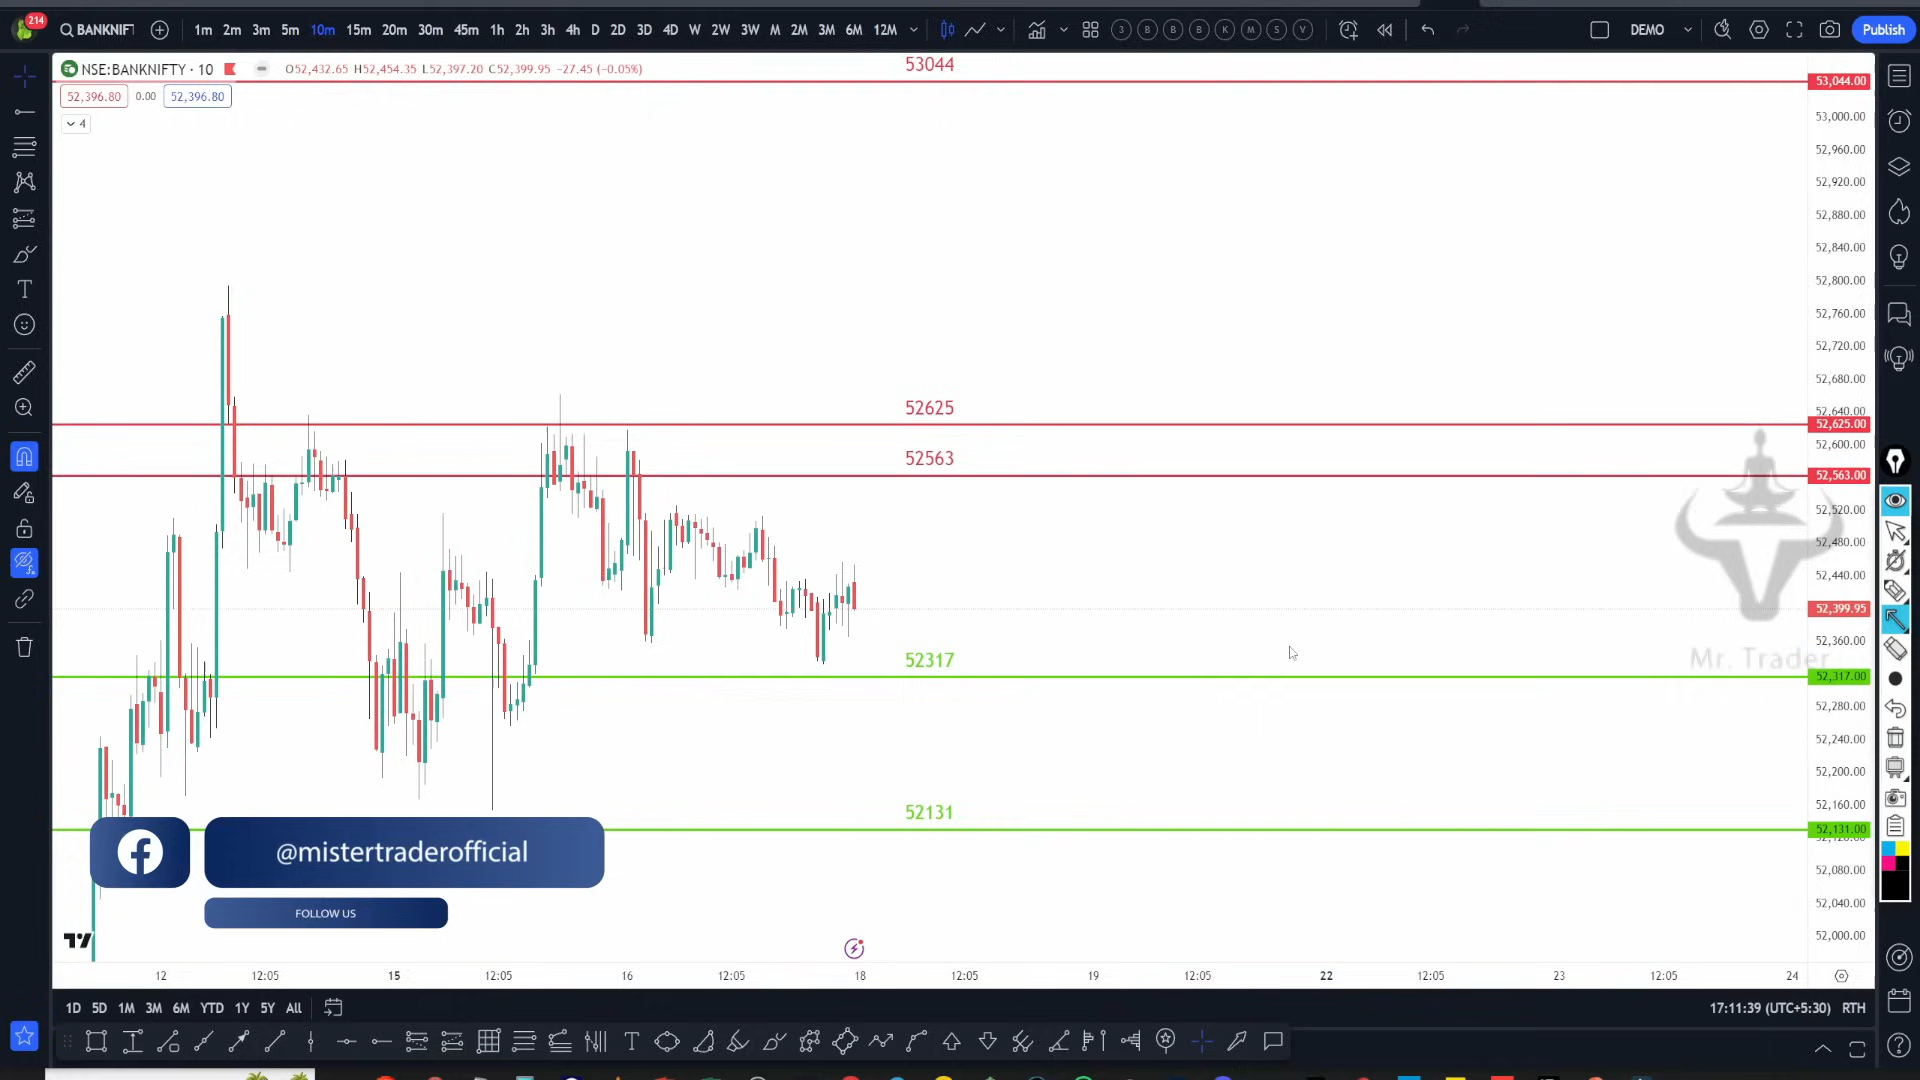 214
BANKNIFT
1m 2m 3m 5m 10m 15m 20m 30m 45m 1h 2h 3h 4h D 2D 3D 4D W 2W 3W M 2M 3M 6M 12M
3 B B B K M S V
DEMO
Publish
NSE:BANKNIFTY · 10
O52,432.65 H52,454.35 L52,397.20 C52,399.95 -27.45 (-0.05%)
52,396.80 0.00 52,396.80
4
53044
52625
52563
52317
52131
53,044.00
53,000.00
52,960.00
52,920.00
52,880.00
52,840.00
52,800.00
52,760.00
52,720.00
52,680.00
52,640.00
52,625.00
52,600.00
52,563.00
52,520.00
52,480.00
52,440.00
52,399.95
52,360.00
52,317.00
52,280.00
52,240.00
52,200.00
52,160.00
52,131.00
52,080.00
52,040.00
52,000.00
Mr. Trader
@mistertraderofficial
FOLLOW US
12 12:05 15 12:05 16 12:05 18 12:05 19 12:05 22 12:05 23 12:05 24
1D 5D 1M 3M 6M YTD 1Y 5Y All
17:11:39 (UTC+5:30) RTH